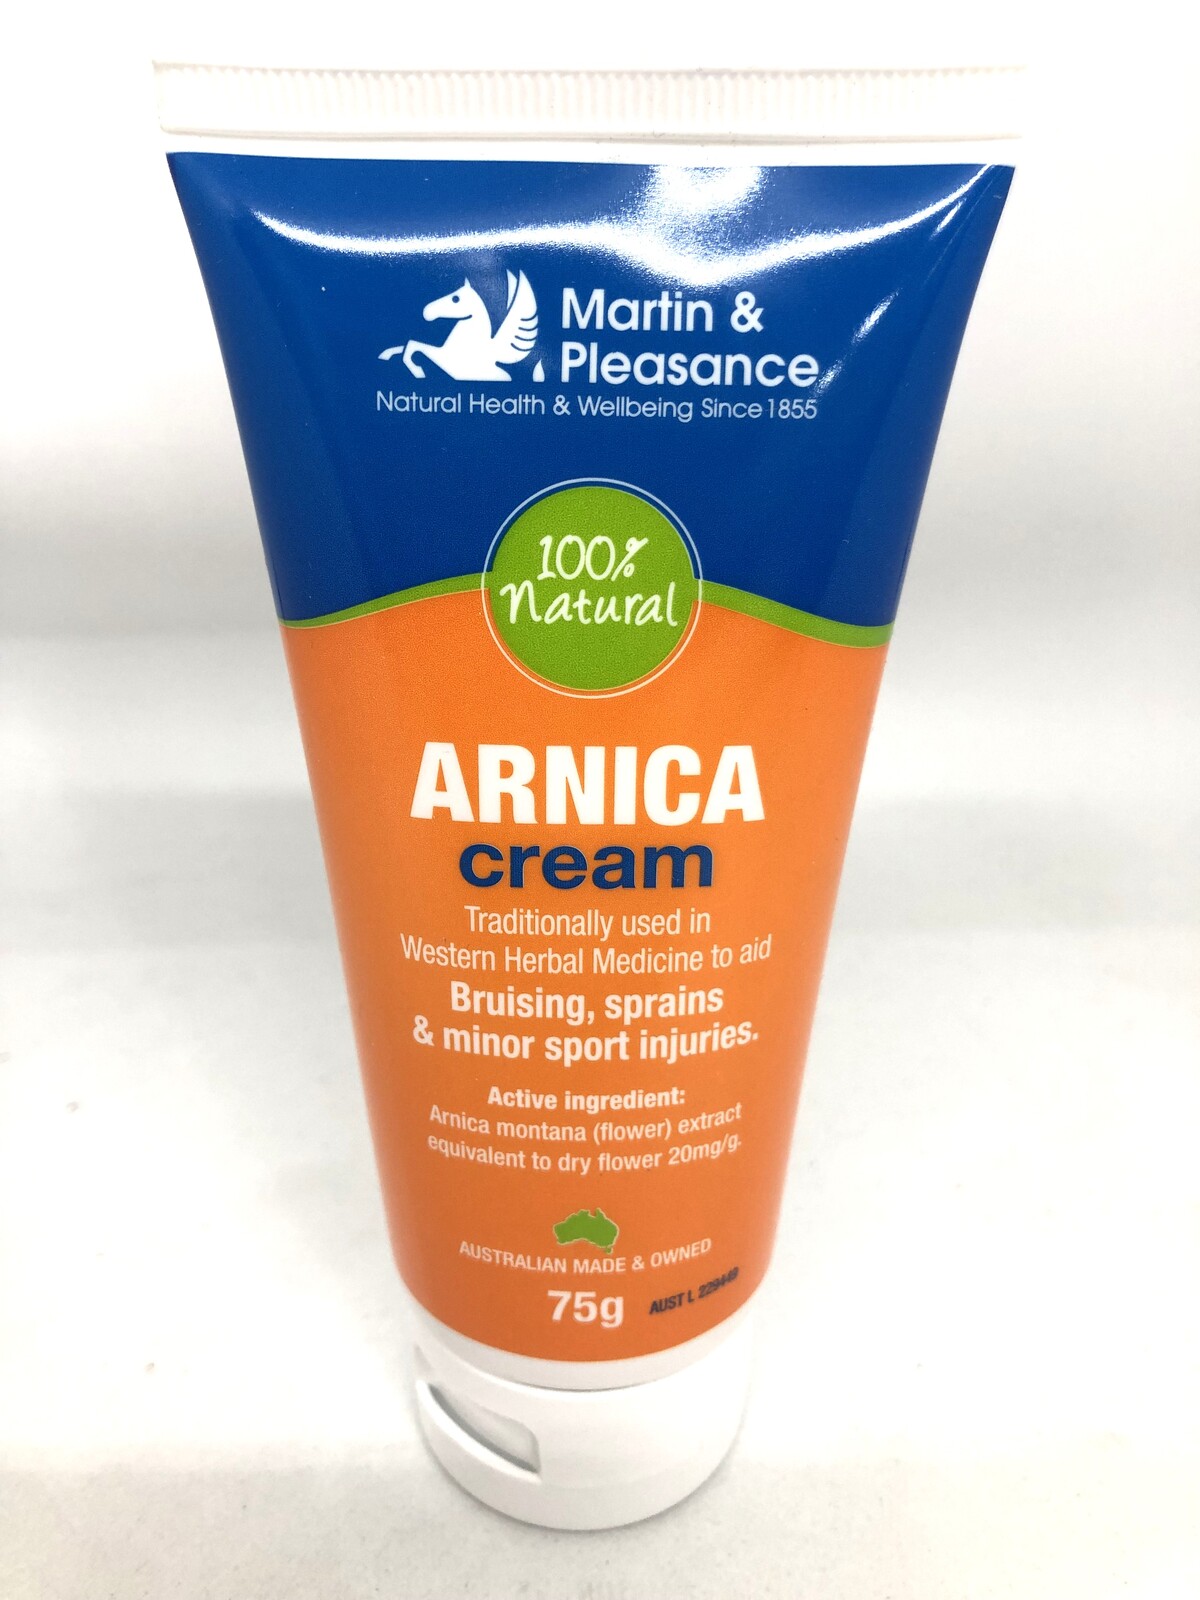 Martin &
Pleasance
Natural Health & Wellbeing Since 1855
100%
Natural
ARNICA
cream
Traditionally used in
Western Herbal Medicine to aid
Bruising, sprains
& minor sport injuries.
Active ingredient:
Arnica montana (flower) extract
equivalent to dry flower 20mg/g.
AUSTRALIAN MADE & OWNED
75g
AUST L 229449